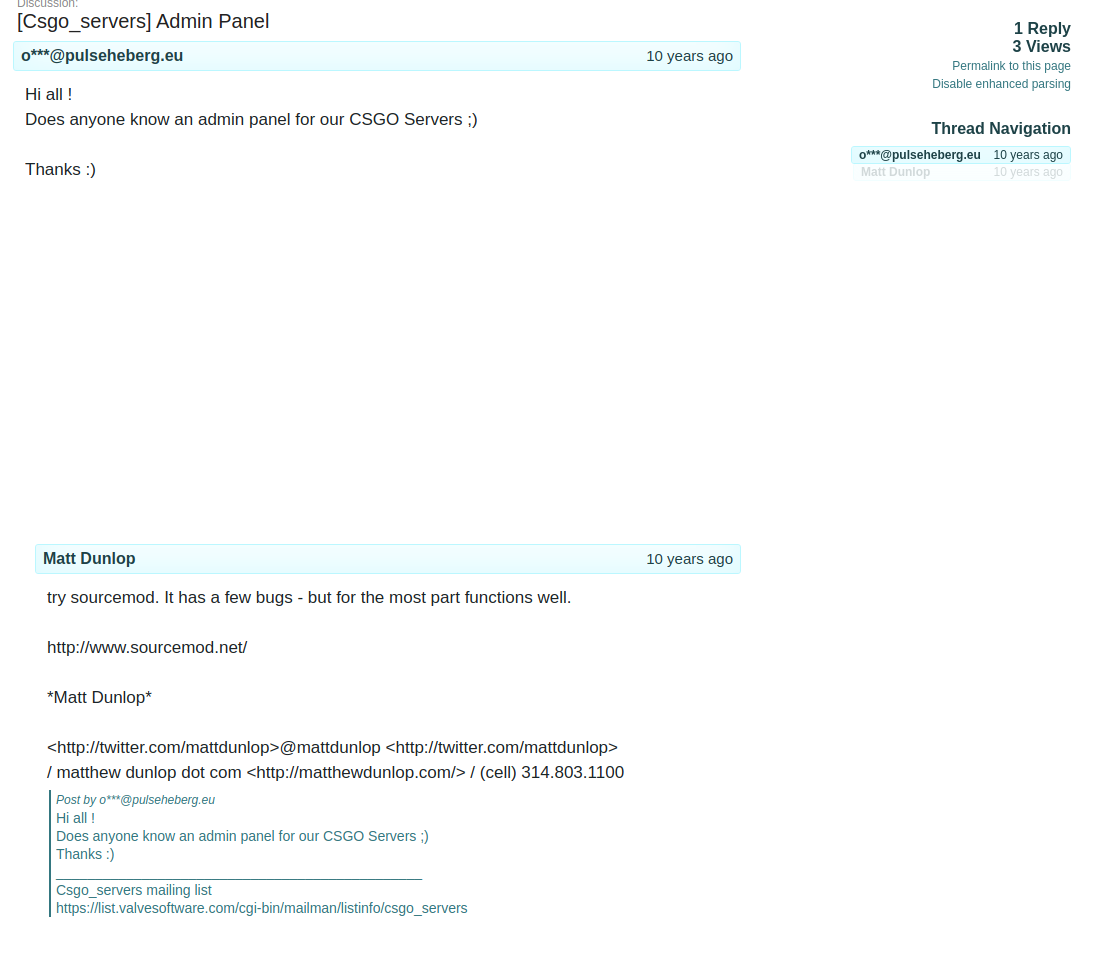 Discussion:
[Csgo_servers] Admin Panel
o***@pulseheberg.eu 10 years ago
Hi all !
Does anyone know an admin panel for our CSGO Servers ;)
Thanks :)
Matt Dunlop 10 years ago
try sourcemod. It has a few bugs - but for the most part functions well.
http://www.sourcemod.net/
*Matt Dunlop*
<http://twitter.com/mattdunlop>@mattdunlop <http://twitter.com/mattdunlop>
/ matthew dunlop dot com <http://matthewdunlop.com/> / (cell) 314.803.1100
Post by o***@pulseheberg.eu
Hi all !
Does anyone know an admin panel for our CSGO Servers ;)
Thanks :)
_______________________________________________
Csgo_servers mailing list
https://list.valvesoftware.com/cgi-bin/mailman/listinfo/csgo_servers
1 Reply
3 Views
Permalink to this page
Disable enhanced parsing
Thread Navigation
o***@pulseheberg.eu 10 years ago
Matt Dunlop 10 years ago